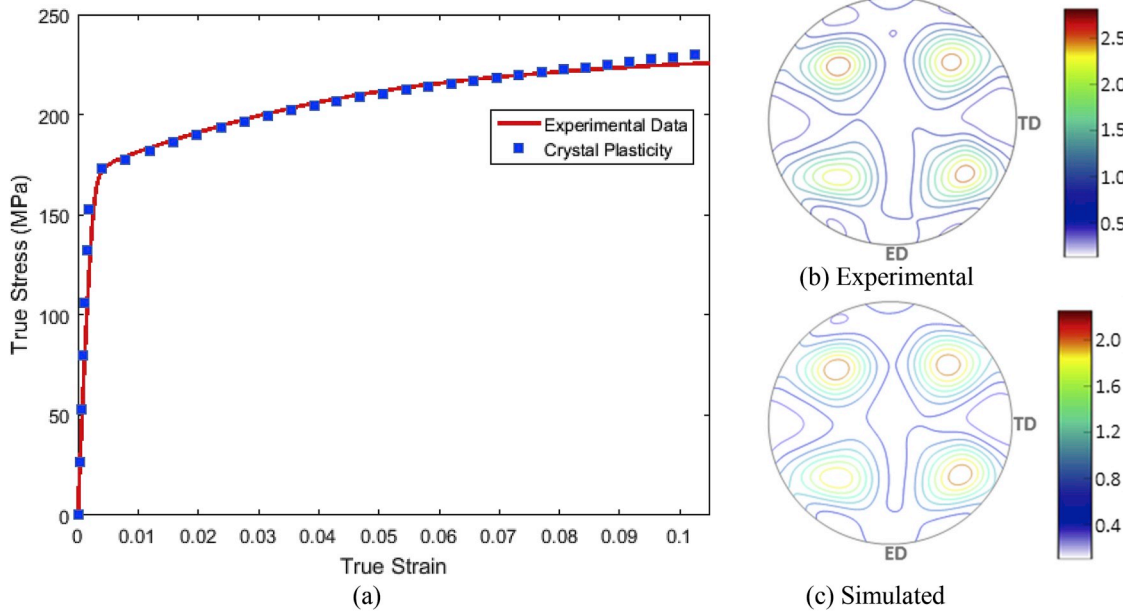 250
200
150
100
50
0
True Stress (MPa)
Experimental Data
Crystal Plasticity
0 0.01 0.02 0.03 0.04 0.05 0.06 0.07 0.08 0.09 0.1
True Strain
(a)
TD
ED
2.5
2.0
1.5
1.0
0.5
(b) Experimental
TD
ED
2.0
1.6
1.2
0.8
0.4
(c) Simulated